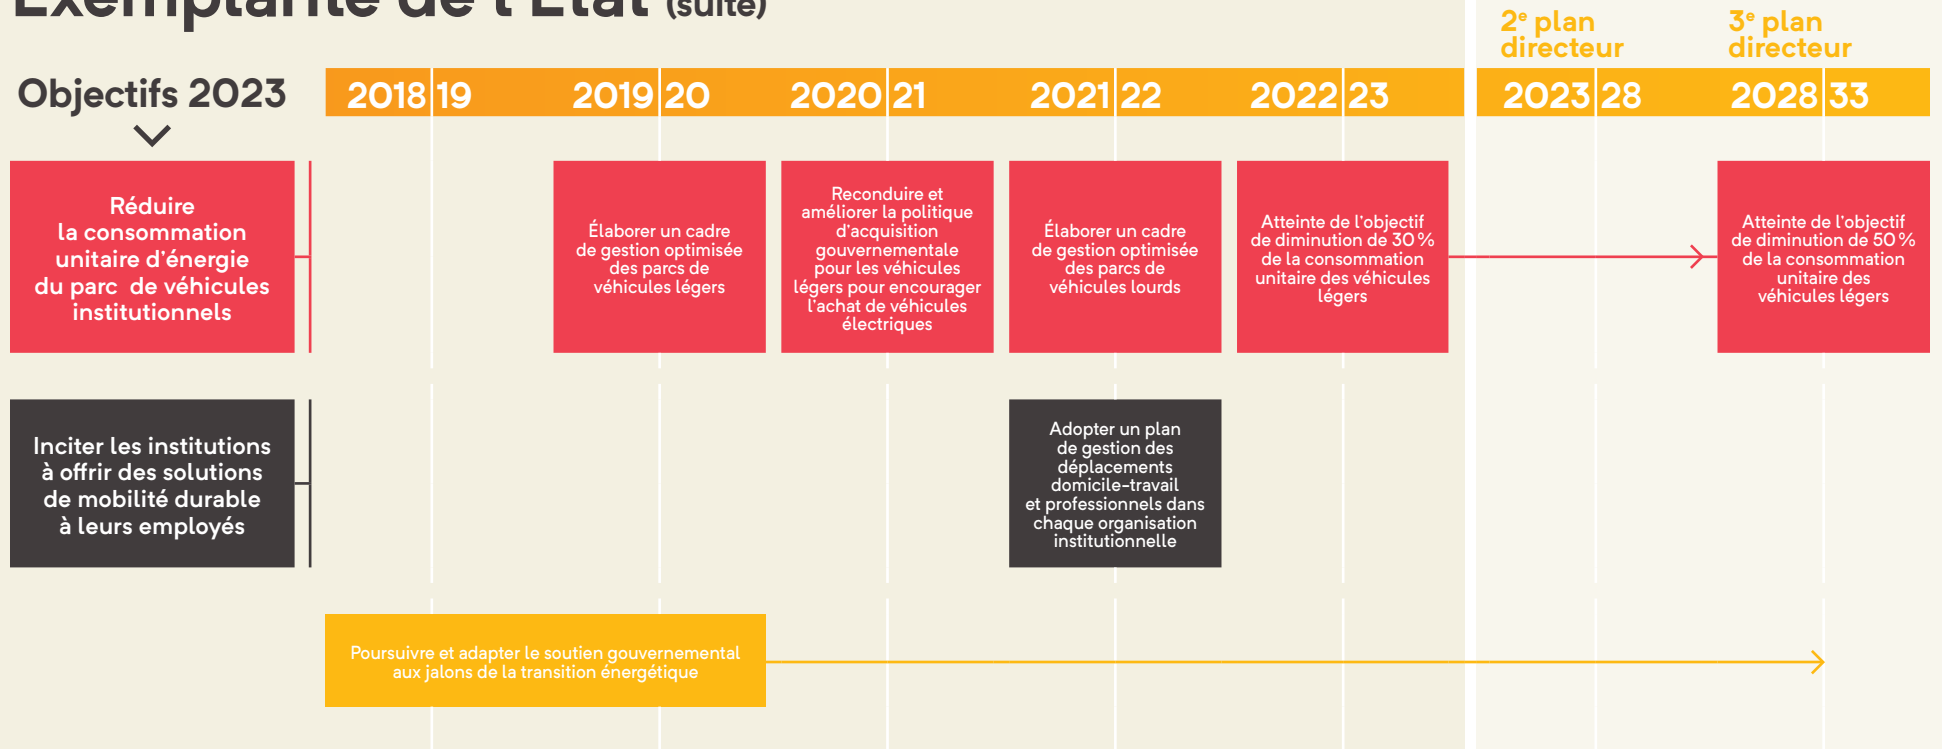 Exemplarité de l'État (suite)
2e plan
directeur
3e plan
directeur
Objectifs 2023
2018 19
2019 20
2020 21
2021 22
2022 23
2023 28
2028 33
Réduire
la consommation
unitaire d'énergie
du parc de véhicules
institutionnels
Élaborer un cadre
de gestion optimisée
des parcs de
véhicules légers
Reconduire et
améliorer la politique
d'acquisition
gouvernementale
pour les véhicules
légers pour encourager
l'achat de véhicules
électriques
Élaborer un cadre
de gestion optimisée
des parcs de
véhicules lourds
Atteinte de l'objectif
de diminution de 30 %
de la consommation
unitaire des véhicules
légers
Atteinte de l'objectif
de diminution de 50 %
de la consommation
unitaire des
véhicules légers
Inciter les institutions
à offrir des solutions
de mobilité durable
à leurs employés
Adopter un plan
de gestion des
déplacements
domicile-travail
et professionnels dans
chaque organisation
institutionnelle
Poursuivre et adapter le soutien gouvernemental
aux jalons de la transition énergétique